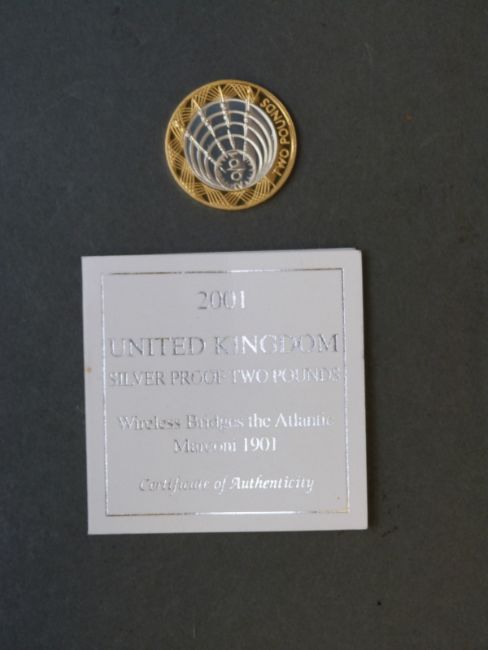 TWO POUNDS
2001
UNITED KINGDOM
SILVER PROOF TWO POUNDS
Wireless Bridges the Atlantic
Marconi 1901
Certificate of Authenticity